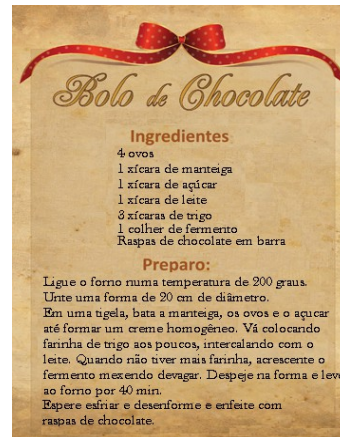 Bolo de Chocolate
Ingredientes
4 ovos
1 xícara de manteiga
1 xícara de açúcar
1 xícara de leite
3 xícaras de trigo
1 colher de fermento
Raspas de chocolate em barra
Preparo:
Ligue o forno numa temperatura de 200 graus.
Unte uma forma de 20 cm de diâmetro.
Em uma tigela, bata a manteiga, os ovos e o açucar
até formar um creme homogêneo. Vá colocando
farinha de trigo aos poucos, intercalando com o
leite. Quando não tiver mais farinha, acrescente o
fermento mexendo devagar. Despeje na forma e leve
ao forno por 40 min.
Espere esfriar e desenforme e enfeite com
raspas de chocolate.